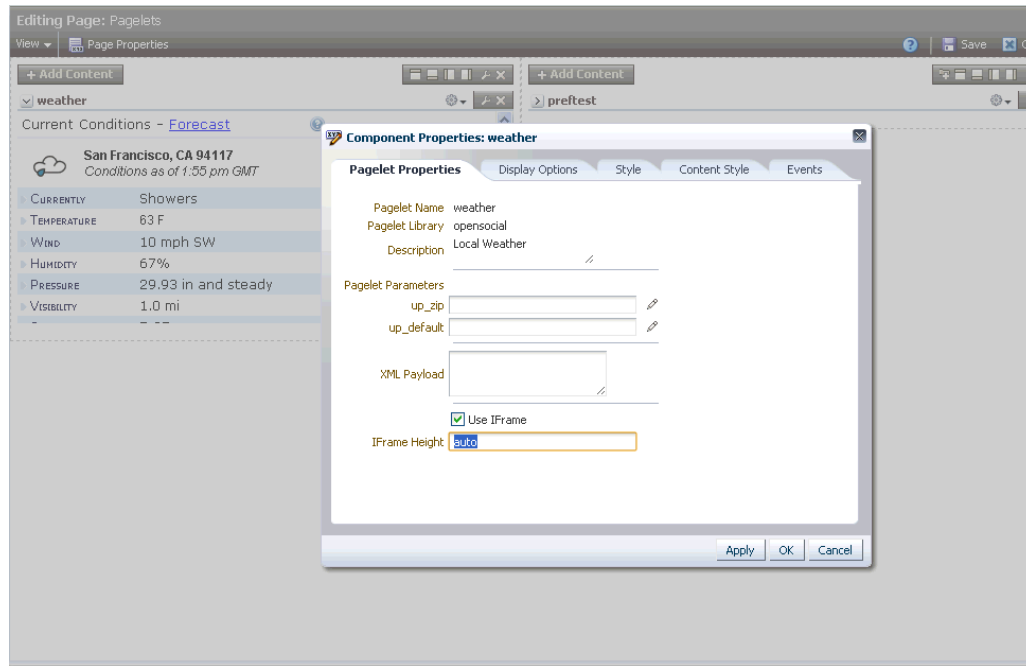 Editing Page: Pagelets
View Page Properties Save
+ Add Content + Add Content
weather preftest
Current Conditions - Forecast
San Francisco, CA 94117
Conditions as of 1:55 pm GMT
Currently Showers
Temperature 63 F
Wind 10 mph SW
Humidity 67%
Pressure 29.93 in and steady
Visibility 1.0 mi
Component Properties: weather
Pagelet Properties Display Options Style Content Style Events
Pagelet Name weather
Pagelet Library opensocial
Description Local Weather
Pagelet Parameters
up_zip
up_default
XML Payload
Use IFrame
IFrame Height auto
Apply OK Cancel